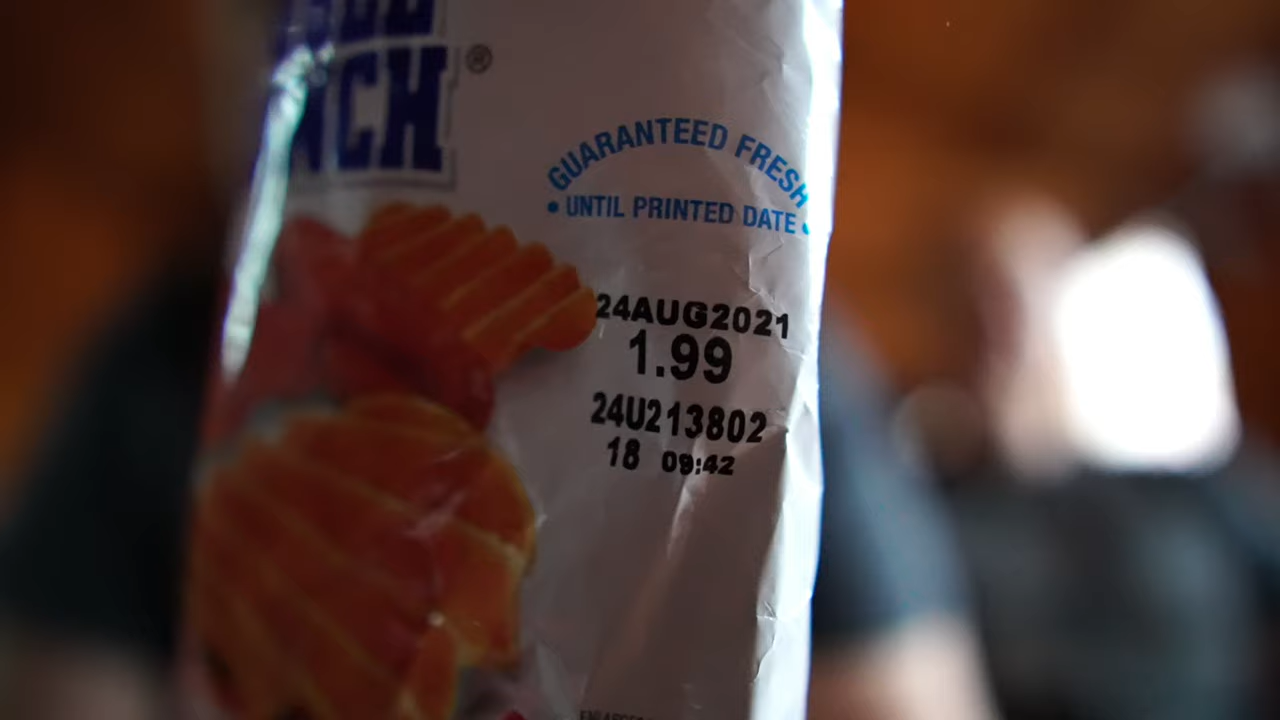 NCH ®
GUARANTEED FRESH
• UNTIL PRINTED DATE •
24AUG2021
1.99
24U213802
18 09:42